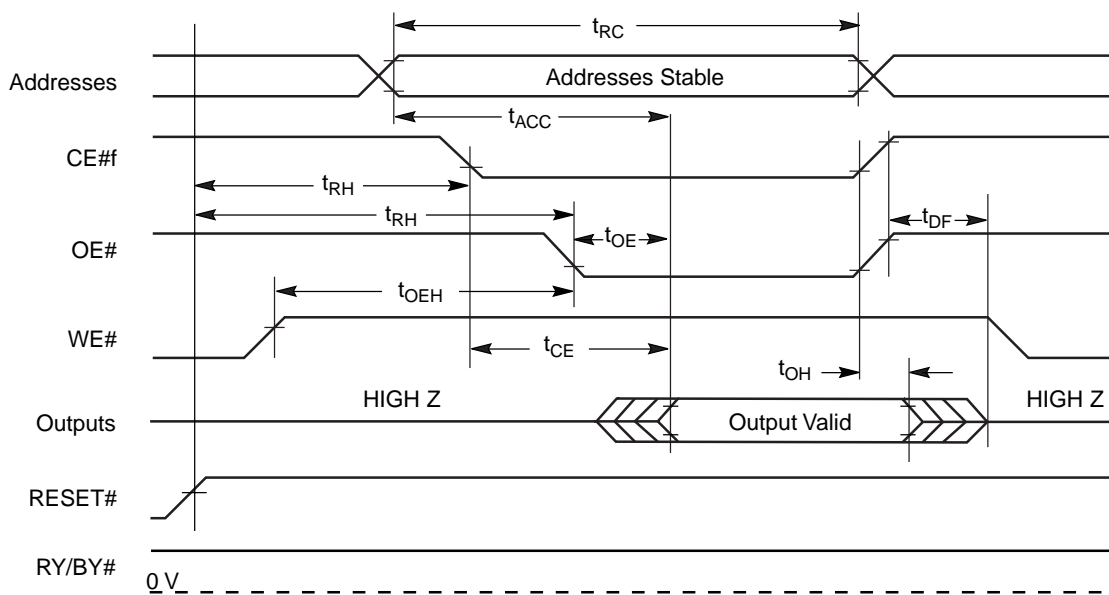 tRC
Addresses
Addresses Stable
tACC
CE#f
tRH
tRH
tDF
OE#
tOE
tOEH
WE#
tCE
tOH
HIGH Z
HIGH Z
Outputs
Output Valid
RESET#
RY/BY#
0 V